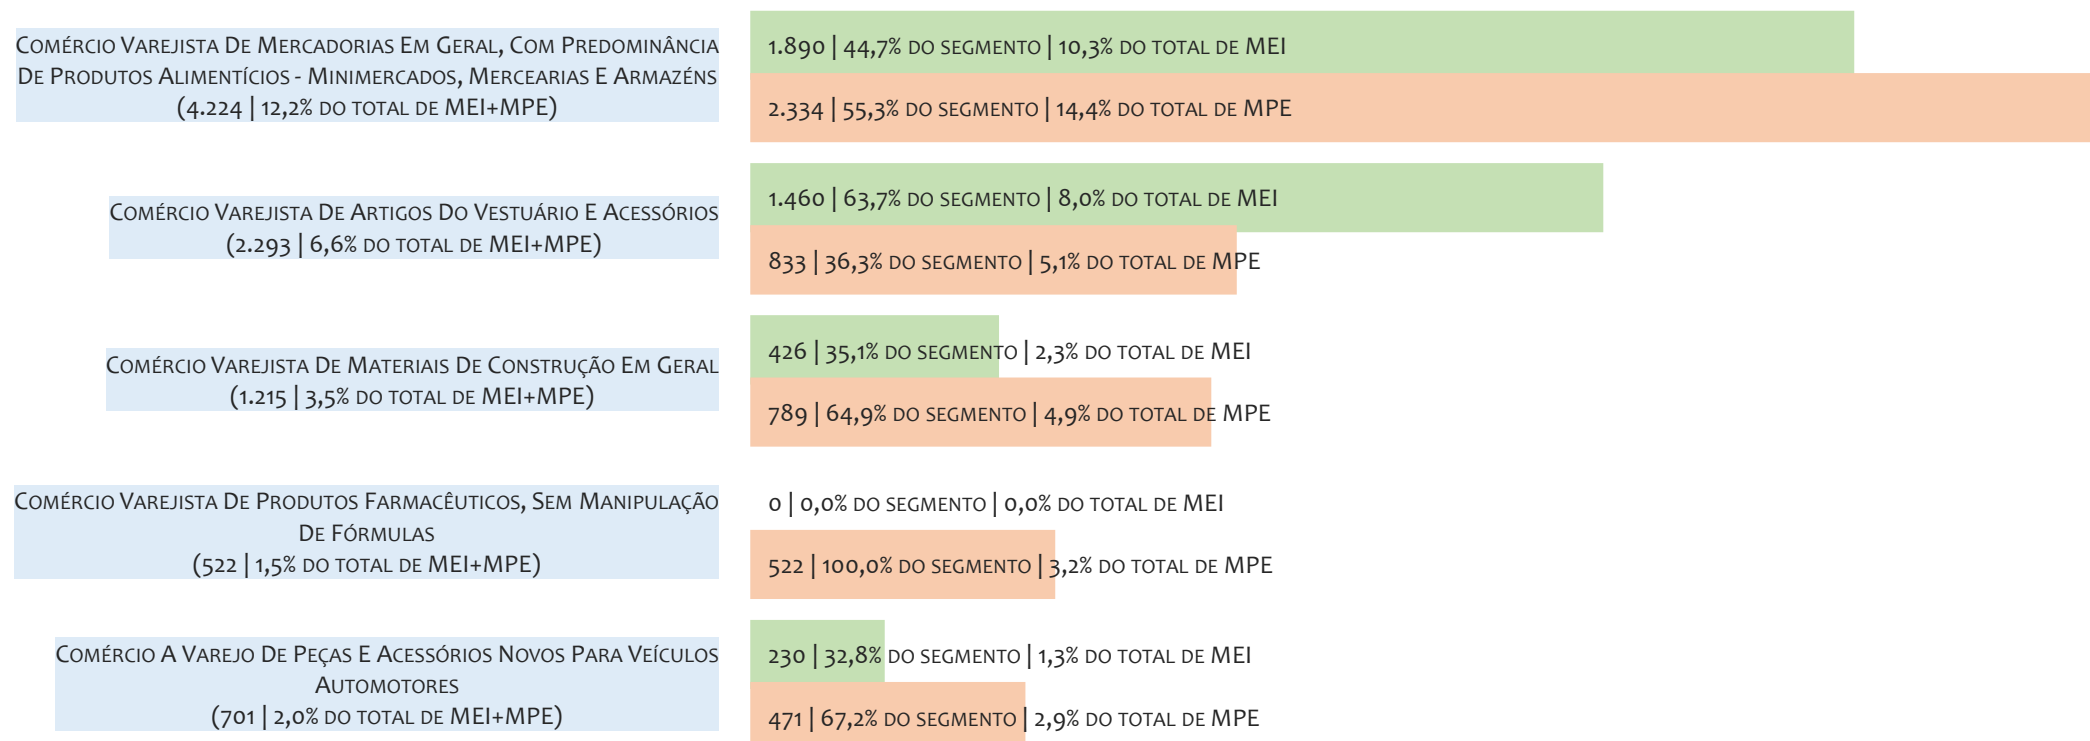 Comércio Varejista De Mercadorias Em Geral, Com Predominância
De Produtos Alimentícios - Minimercados, Mercearias E Armazéns
(4.224 | 12,2% do total de MEI+MPE)
1.890 | 44,7% do segmento | 10,3% do total de MEI
2.334 | 55,3% do segmento | 14,4% do total de MPE
Comércio Varejista De Artigos Do Vestuário E Acessórios
(2.293 | 6,6% do total de MEI+MPE)
1.460 | 63,7% do segmento | 8,0% do total de MEI
833 | 36,3% do segmento | 5,1% do total de MPE
Comércio Varejista De Materiais De Construção Em Geral
(1.215 | 3,5% do total de MEI+MPE)
426 | 35,1% do segmento | 2,3% do total de MEI
789 | 64,9% do segmento | 4,9% do total de MPE
Comércio Varejista De Produtos Farmacêuticos, Sem Manipulação
De Fórmulas
(522 | 1,5% do total de MEI+MPE)
0 | 0,0% do segmento | 0,0% do total de MEI
522 | 100,0% do segmento | 3,2% do total de MPE
Comércio A Varejo De Peças E Acessórios Novos Para Veículos
Automotores
(701 | 2,0% do total de MEI+MPE)
230 | 32,8% do segmento | 1,3% do total de MEI
471 | 67,2% do segmento | 2,9% do total de MPE